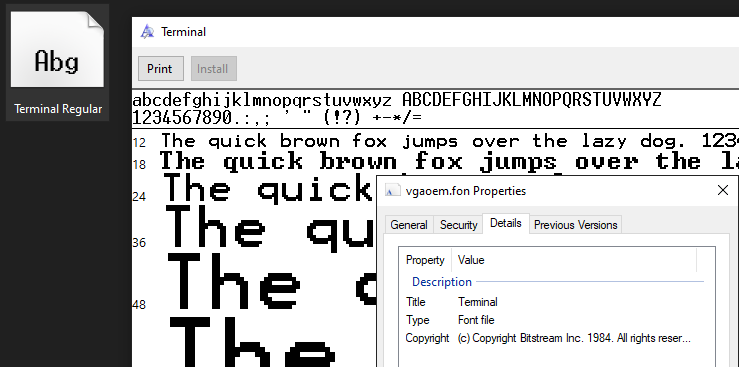 Abg
Terminal Regular
Terminal
Print
Install
abcdefghijklmnopqrstuvwxyz ABCDEFGHIJKLMNOPQRSTUVWXYZ
1234567890.:,; ' " (!?) +-*/=
12 The quick brown fox jumps over the lazy dog. 1234
18 The quick brown fox jumps over the la
24 The quick
36 The qu
48 The
The
vgaoem.fon Properties
General Security Details Previous Versions
Property Value
Description
Title Terminal
Type Font file
Copyright (c) Copyright Bitstream Inc. 1984. All rights reser...